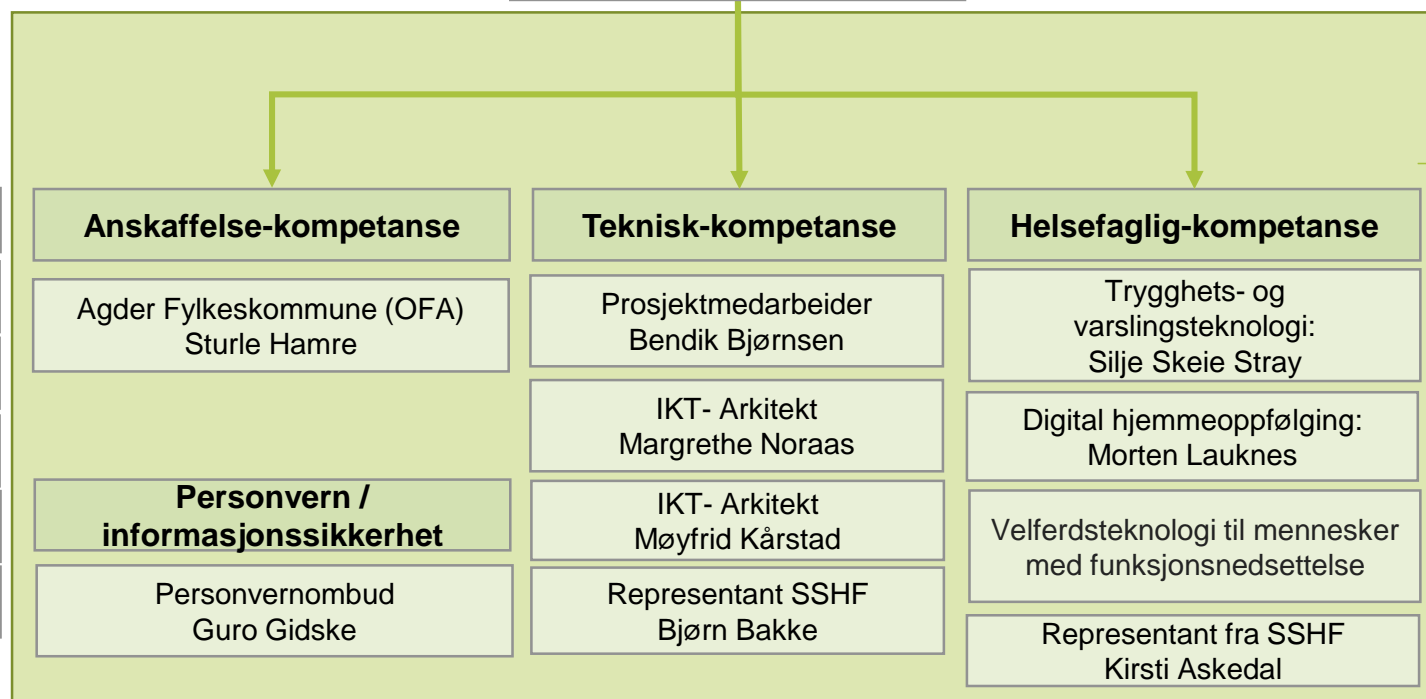 Anskaffelse-kompetanse
Agder Fylkeskommune (OFA)
Sturle Hamre
Personvern /
informasjonssikkerhet
Personvernombud
Guro Gidske
Teknisk-kompetanse
Prosjektmedarbeider
Bendik Bjørnsen
IKT- Arkitekt
Margrethe Noraas
IKT- Arkitekt
Møyfrid Kårstad
Representant SSHF
Bjørn Bakke
Helsefaglig-kompetanse
Trygghets- og
varslingsteknologi:
Silje Skeie Stray
Digital hjemmeoppfølging:
Morten Lauknes
Velferdsteknologi til mennesker
med funksjonsnedsettelse
Representant fra SSHF
Kirsti Askedal